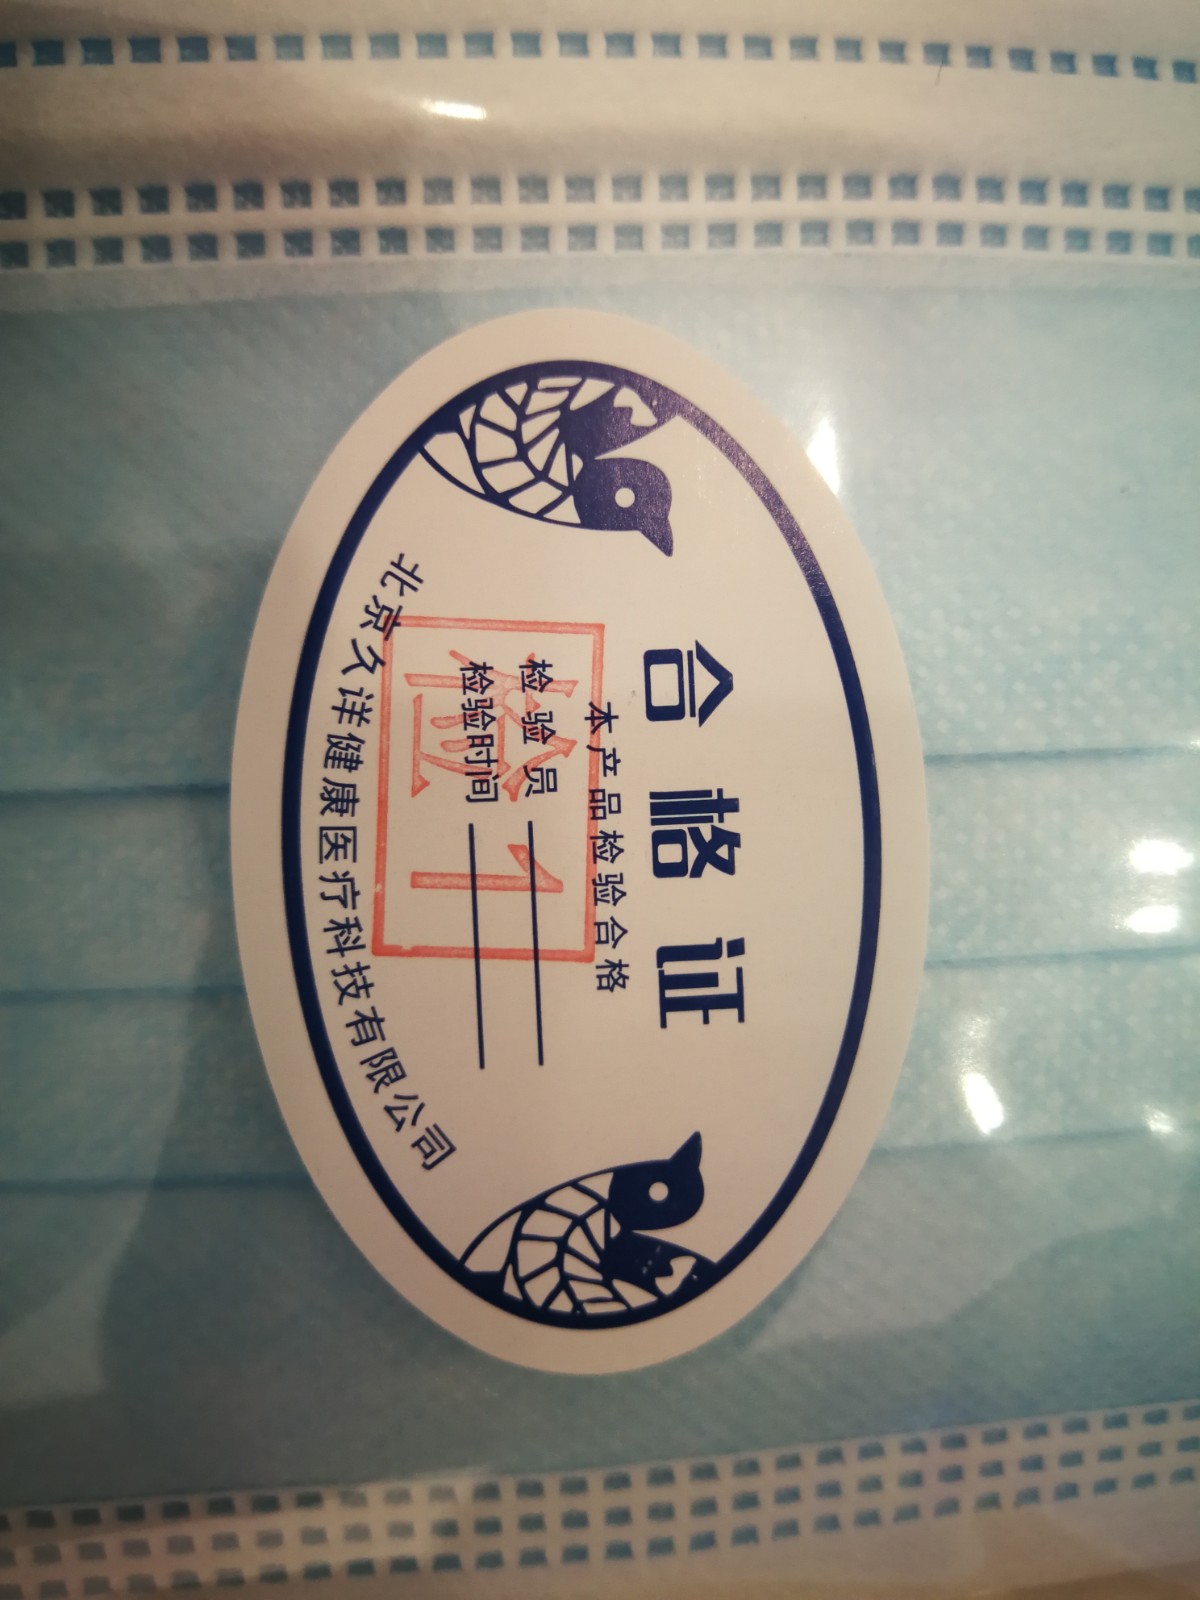 合格证
本产品检验合格
检验员
检验时间
检1
北京久详健康医疗科技有限公司